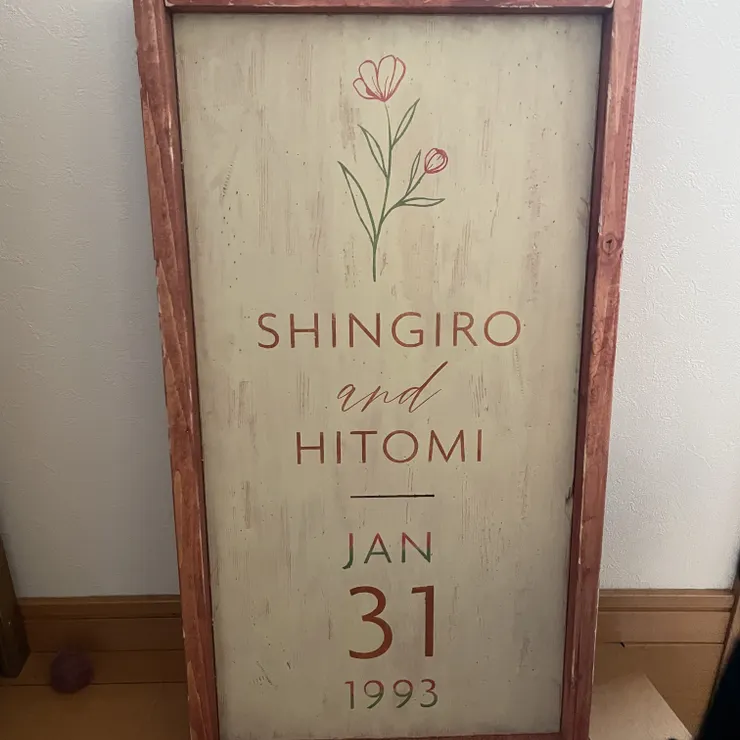 SHINGIRO
and
HITOMI
JAN
31
1993